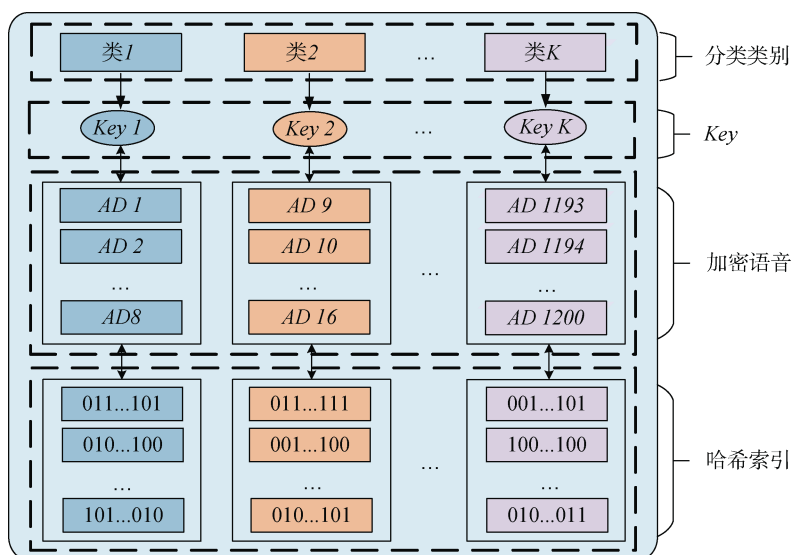 类1 类2 … 类K 分类类别
Key 1 Key 2 … Key K Key
AD 1 AD 9 AD 1193
AD 2 AD 10 AD 1194
… … … … 加密语音
AD8 AD 16 AD 1200
011...101 011...111 001...101
010...100 001...100 100...100
… … … … 哈希索引
101...010 010...101 010...011